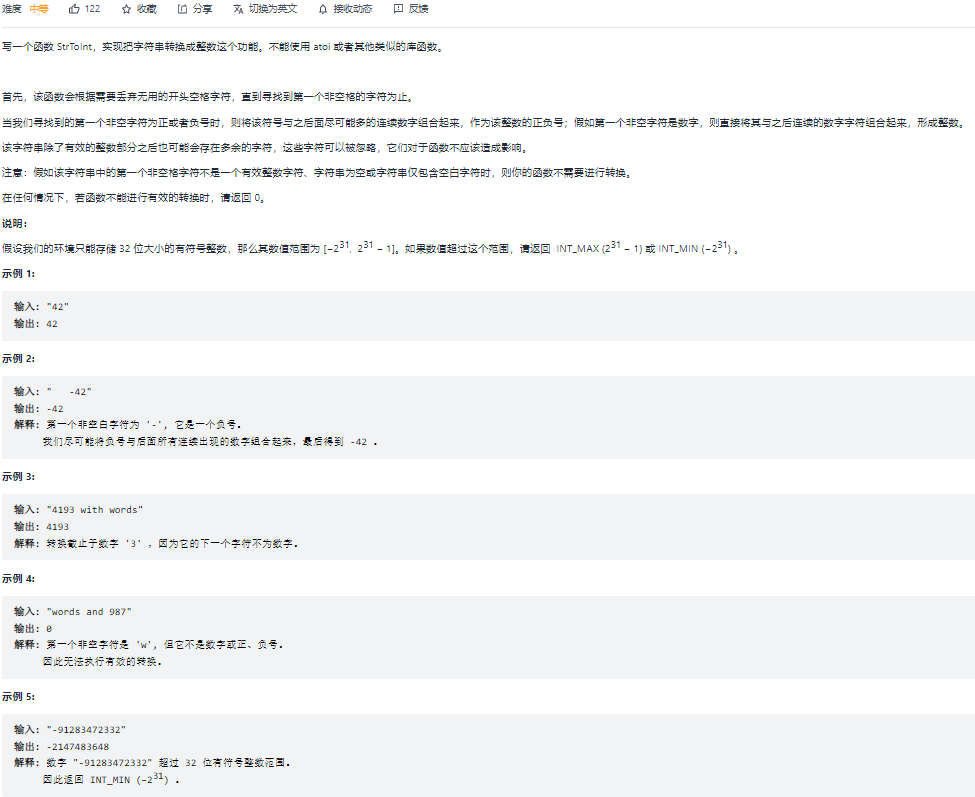 难度 中等 122 收藏 分享 切换为英文 接收动态 反馈
写一个函数 StrToInt，实现把字符串转换成整数这个功能。不能使用 atoi 或者其他类似的库函数。
首先，该函数会根据需要丢弃无用的开头空格字符，直到寻找到第一个非空格的字符为止。
当我们寻找到的第一个非空字符为正或者负号时，则将该符号与之后面尽可能多的连续数字组合起来，作为该整数的正负号；假如第一个非空字符是数字，则直接将其与之后连续的数字字符组合起来，形成整数。
该字符串除了有效的整数部分之后也可能会存在多余的字符，这些字符可以被忽略，它们对于函数不应该造成影响。
注意：假如该字符串中的第一个非空格字符不是一个有效整数字符、字符串为空或字符串仅包含空白字符时，则你的函数不需要进行转换。
在任何情况下，若函数不能进行有效的转换时，请返回 0。
说明：
假设我们的环境只能存储 32 位大小的有符号整数，那么其数值范围为 [−2^31, 2^31 − 1]。如果数值超过这个范围，请返回 INT_MAX (2^31 − 1) 或 INT_MIN (−2^31) 。
示例 1:
输入: "42"
输出: 42
示例 2:
输入: "   -42"
输出: -42
解释: 第一个非空白字符为 '-', 它是一个负号。
我们尽可能将负号与后面所有连续出现的数字组合起来，最后得到 -42 。
示例 3:
输入: "4193 with words"
输出: 4193
解释: 转换截止于数字 '3' ，因为它的下一个字符不为数字。
示例 4:
输入: "words and 987"
输出: 0
解释: 第一个非空字符是 'w', 但它不是数字或正、负号。
因此无法执行有效的转换。
示例 5:
输入: "-91283472332"
输出: -2147483648
解释: 数字 "-91283472332" 超过 32 位有符号整数范围。
因此返回 INT_MIN (−2^31) 。